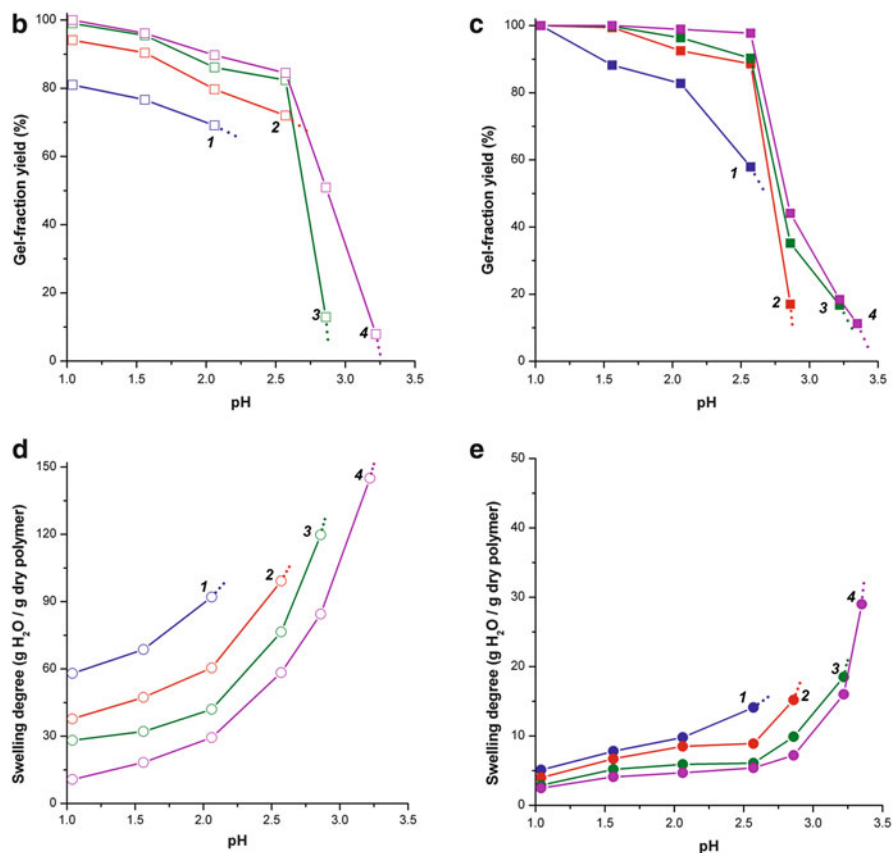 b
Gel-fraction yield (%)
100
80
60
40
20
0
1
2
3
4
1.0 1.5 2.0 2.5 3.0 3.5
pH
c
Gel-fraction yield (%)
100
80
60
40
20
0
1
2
3
4
1.0 1.5 2.0 2.5 3.0 3.5
pH
d
Swelling degree (g H₂O / g dry polymer)
150
120
90
60
30
0
1
2
3
4
1.0 1.5 2.0 2.5 3.0 3.5
pH
e
Swelling degree (g H₂O / g dry polymer)
50
40
30
20
10
0
1
2
3
4
1.0 1.5 2.0 2.5 3.0 3.5
pH